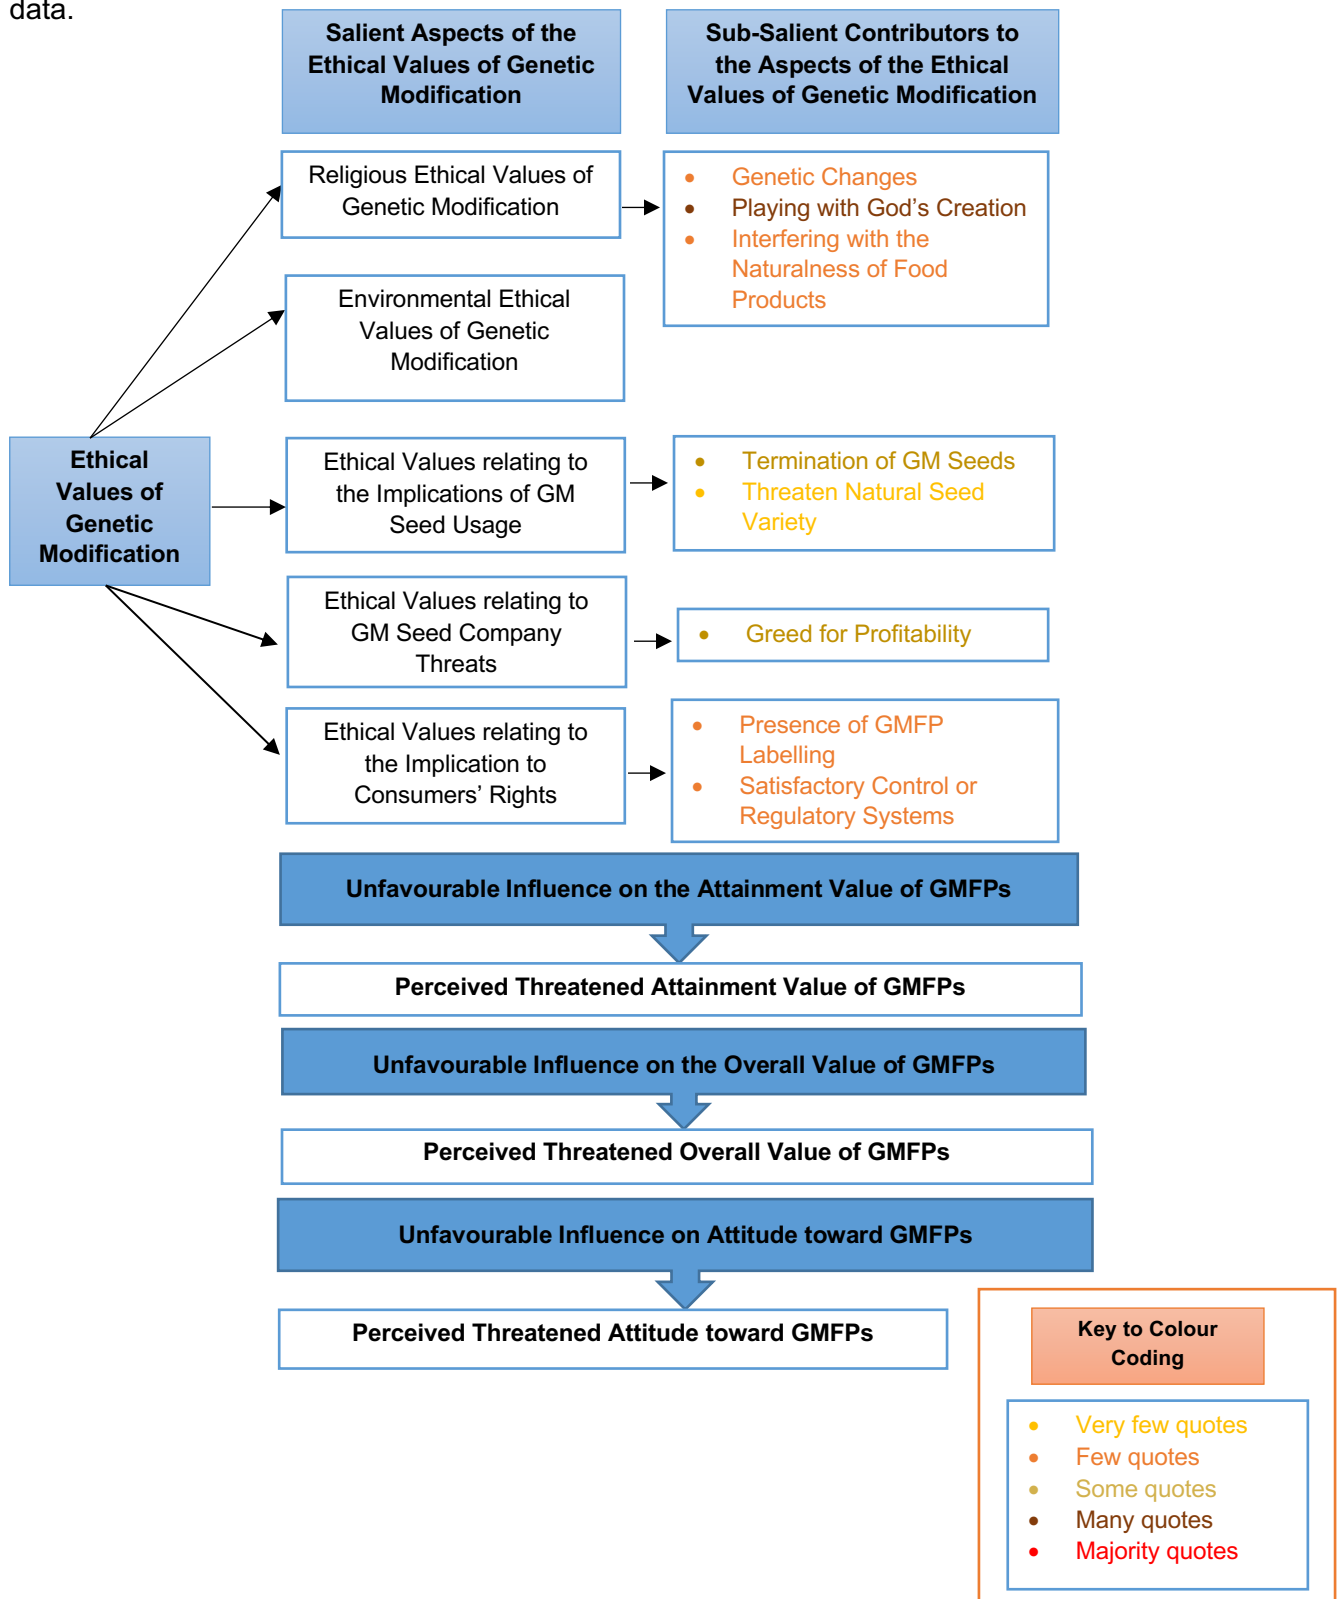 data.
Salient Aspects of the
Ethical Values of Genetic
Modification
Sub-Salient Contributors to
the Aspects of the Ethical
Values of Genetic Modification
Religious Ethical Values of
Genetic Modification
• Genetic Changes
• Playing with God’s Creation
• Interfering with the
Naturalness of Food
Products
Environmental Ethical
Values of Genetic
Modification
Ethical
Values of
Genetic
Modification
Ethical Values relating to
the Implications of GM
Seed Usage
• Termination of GM Seeds
• Threaten Natural Seed
Variety
Ethical Values relating to
GM Seed Company
Threats
• Greed for Profitability
Ethical Values relating to
the Implication to
Consumers’ Rights
• Presence of GMFP
Labelling
• Satisfactory Control or
Regulatory Systems
Unfavourable Influence on the Attainment Value of GMFPs
Perceived Threatened Attainment Value of GMFPs
Unfavourable Influence on the Overall Value of GMFPs
Perceived Threatened Overall Value of GMFPs
Unfavourable Influence on Attitude toward GMFPs
Perceived Threatened Attitude toward GMFPs
Key to Colour
Coding
• Very few quotes
• Few quotes
• Some quotes
• Many quotes
• Majority quotes